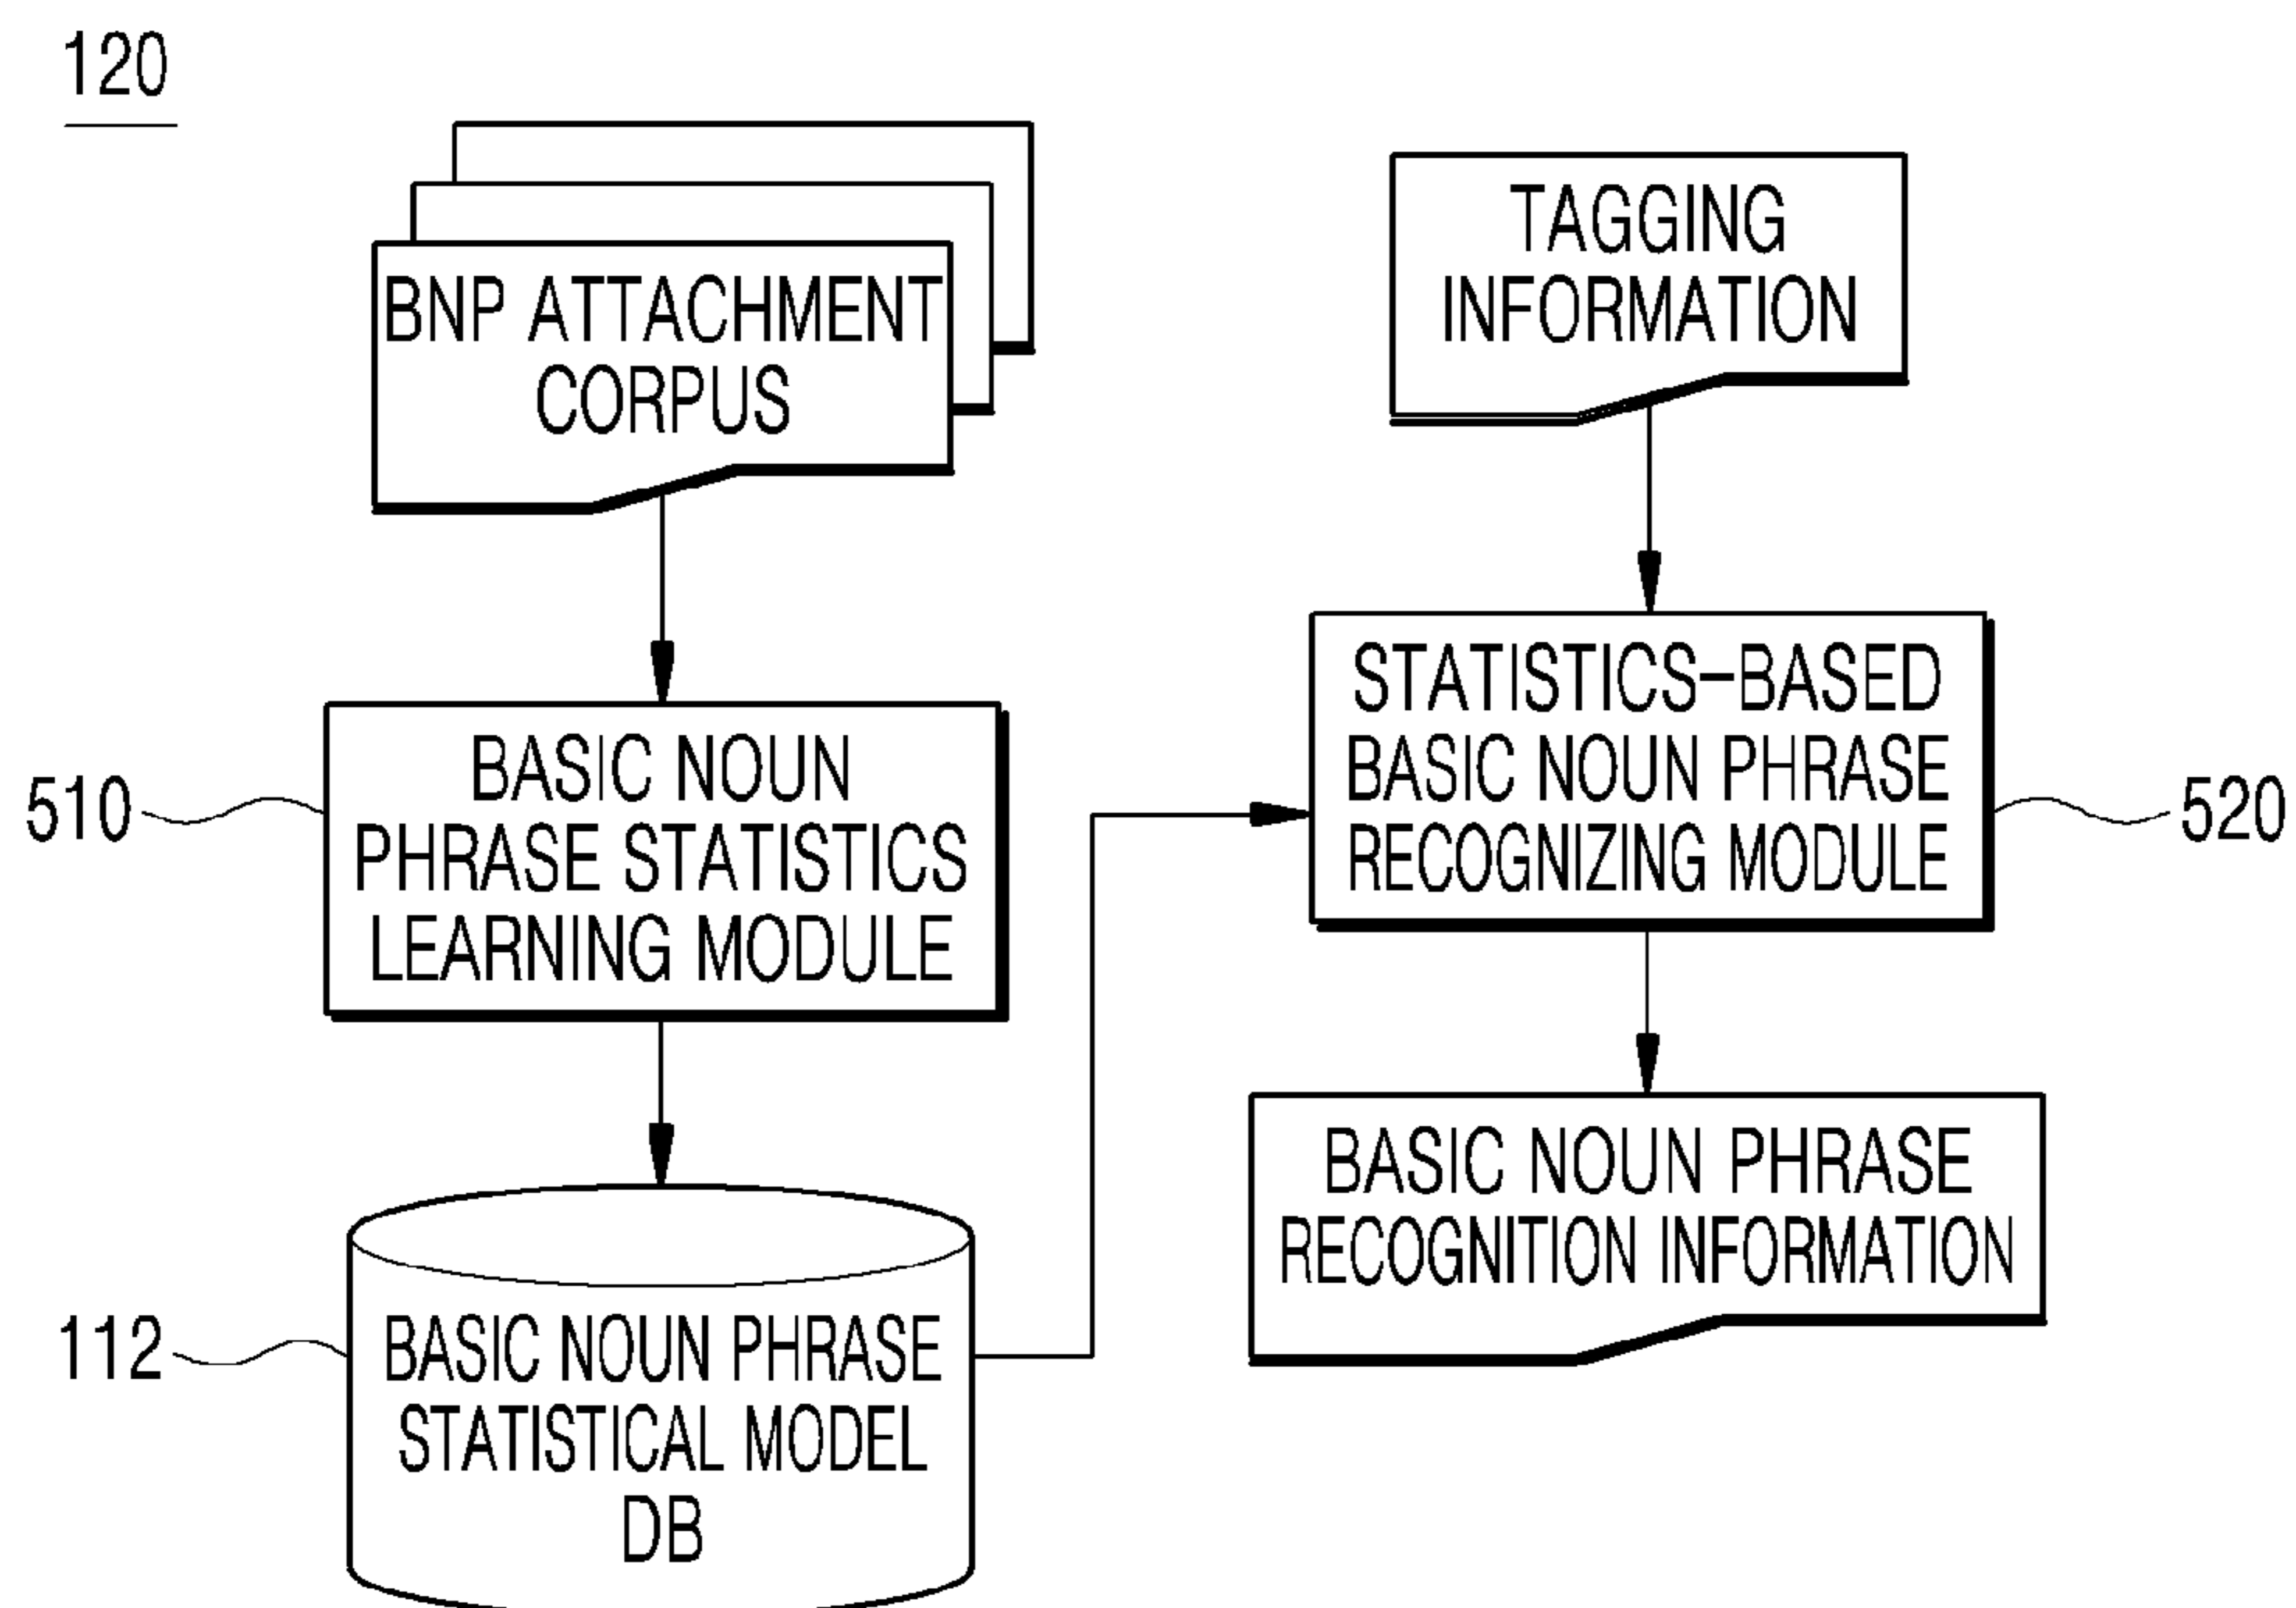 120
BNP ATTACHMENT
CORPUS
510
BASIC NOUN
PHRASE STATISTICS
LEARNING MODULE
112
BASIC NOUN PHRASE
STATISTICAL MODEL
DB
TAGGING
INFORMATION
STATISTICS-BASED
BASIC NOUN PHRASE
RECOGNIZING MODULE
520
BASIC NOUN PHRASE
RECOGNITION INFORMATION